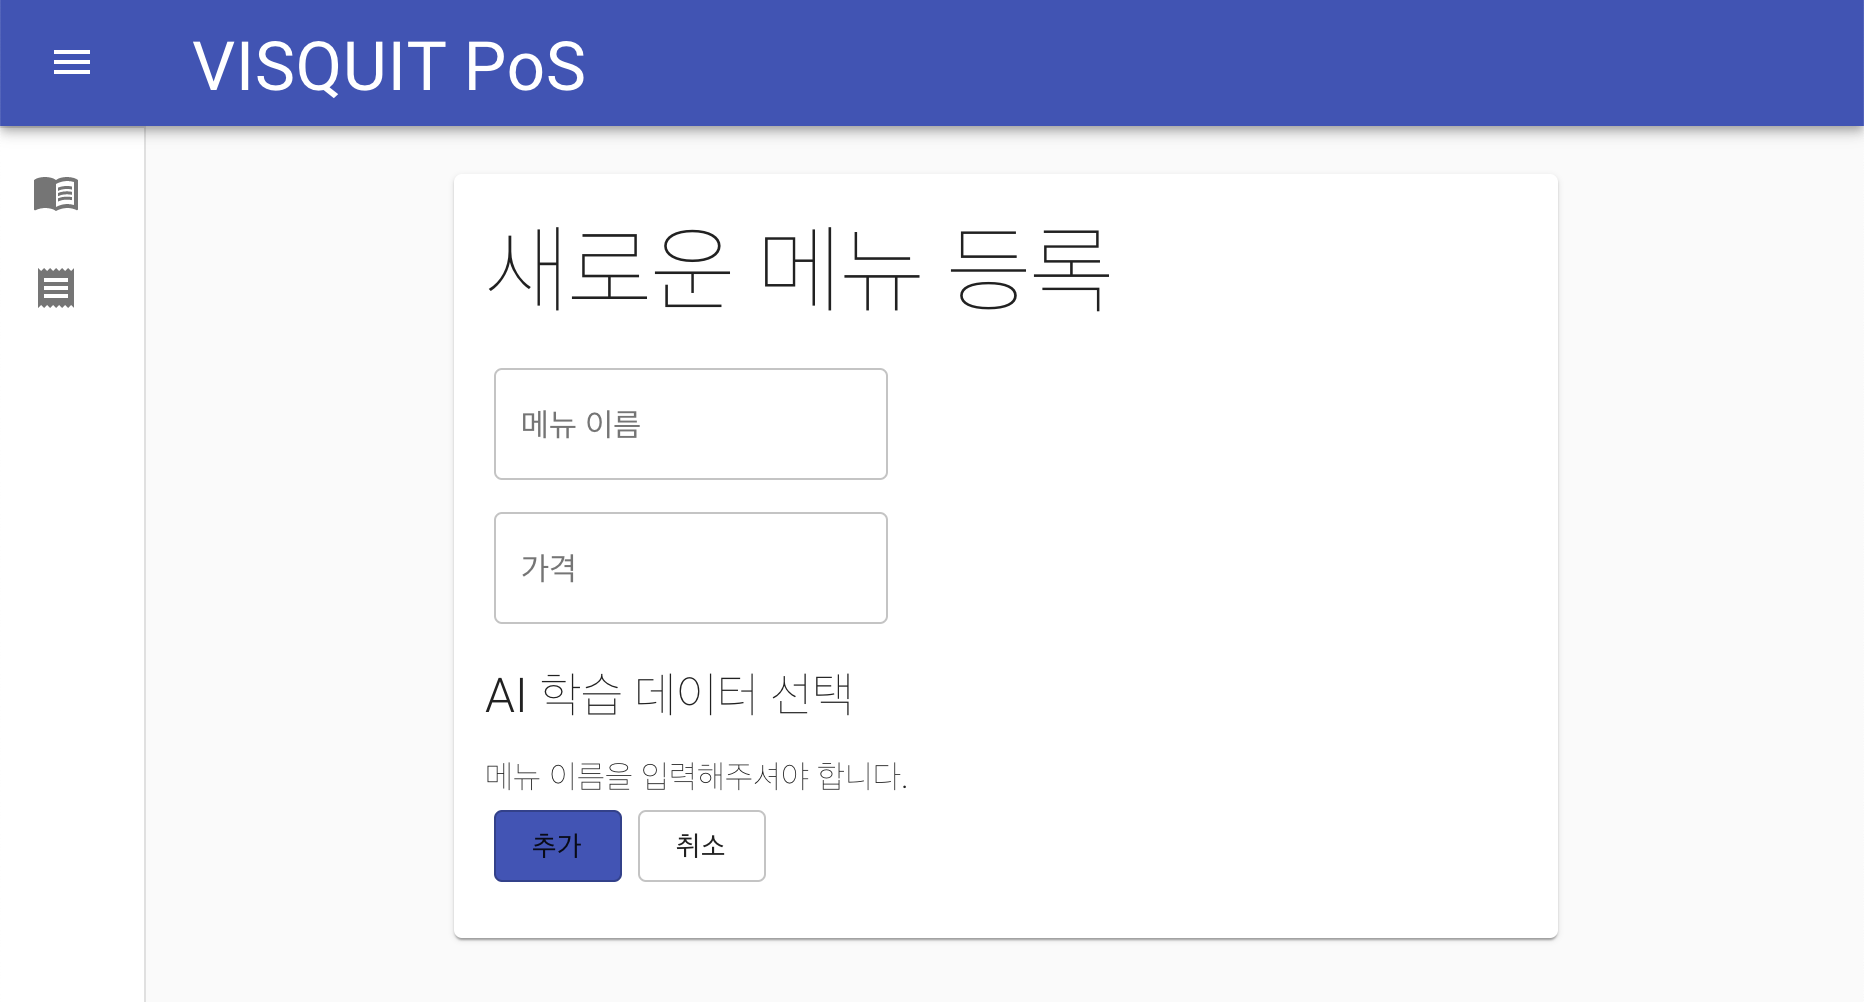 VISQUIT PoS
새로운 메뉴 등록
메뉴 이름
가격
AI 학습 데이터 선택
메뉴 이름을 입력해주셔야 합니다.
추가 취소